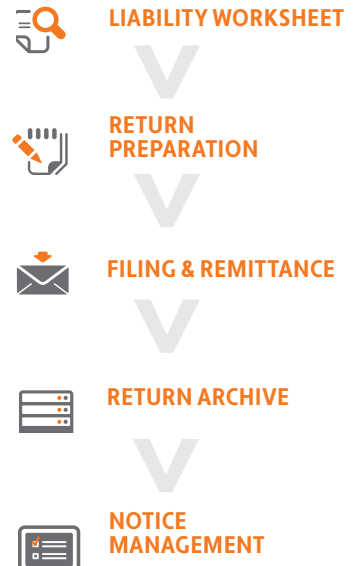 LIABILITY WORKSHEET
RETURN
PREPARATION
FILING & REMITTANCE
RETURN ARCHIVE
NOTICE
MANAGEMENT